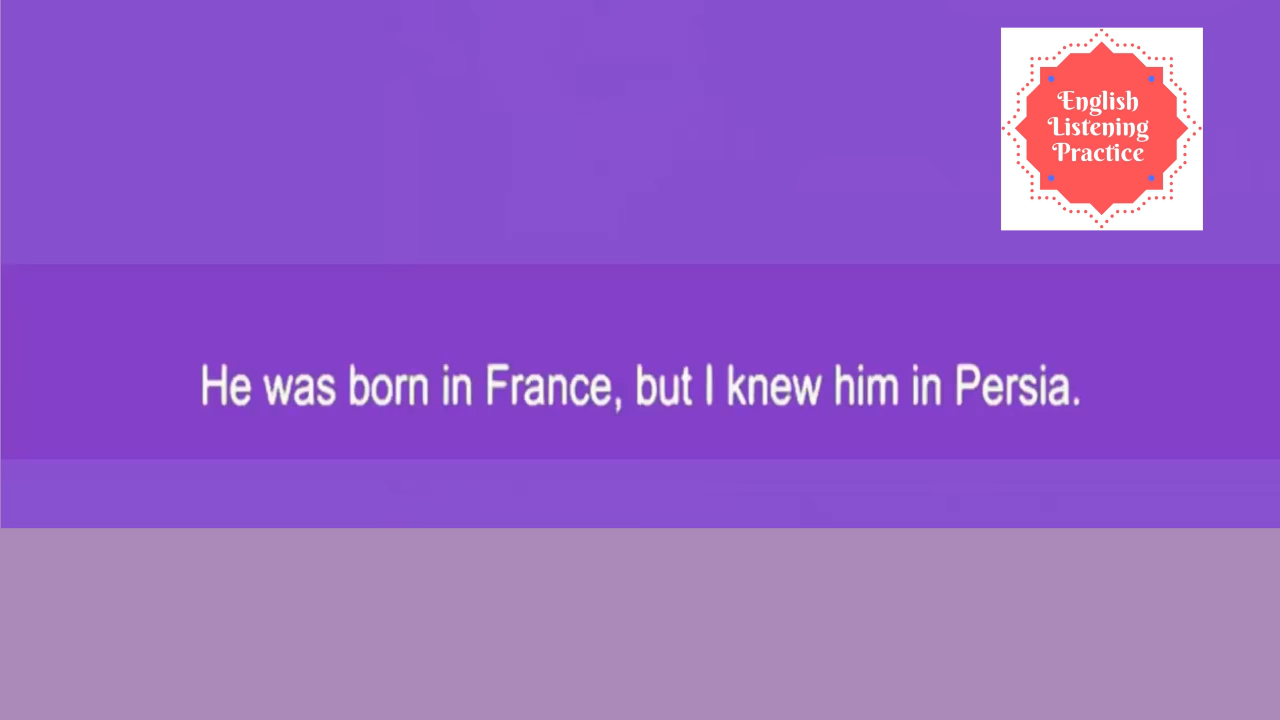 English
Listening
Practice
He was born in France, but I knew him in Persia.